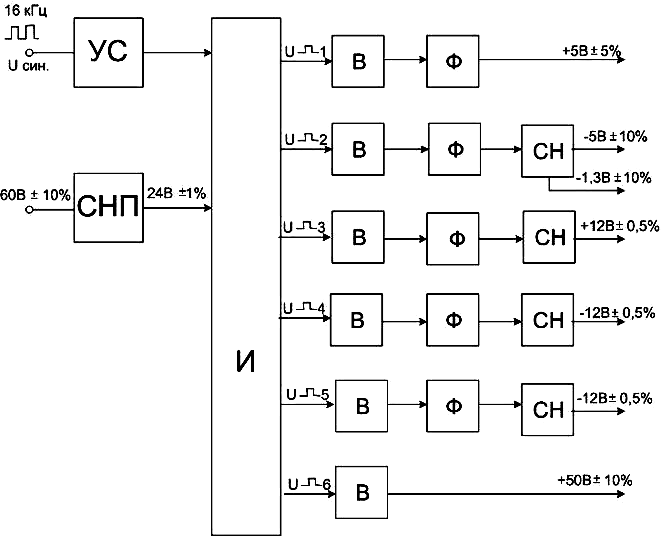 16 кГц
U син.
УС
60В ± 10%
СНП
24В ±1%
И
U 1
В
Ф
+5В± 5%
U 2
В
Ф
СН
-5В± 10%
-1,3В± 10%
U 3
В
Ф
СН
+12В± 0,5%
U 4
В
Ф
СН
-12В± 0,5%
U 5
В
Ф
СН
-12В± 0,5%
U 6
В
+50В± 10%